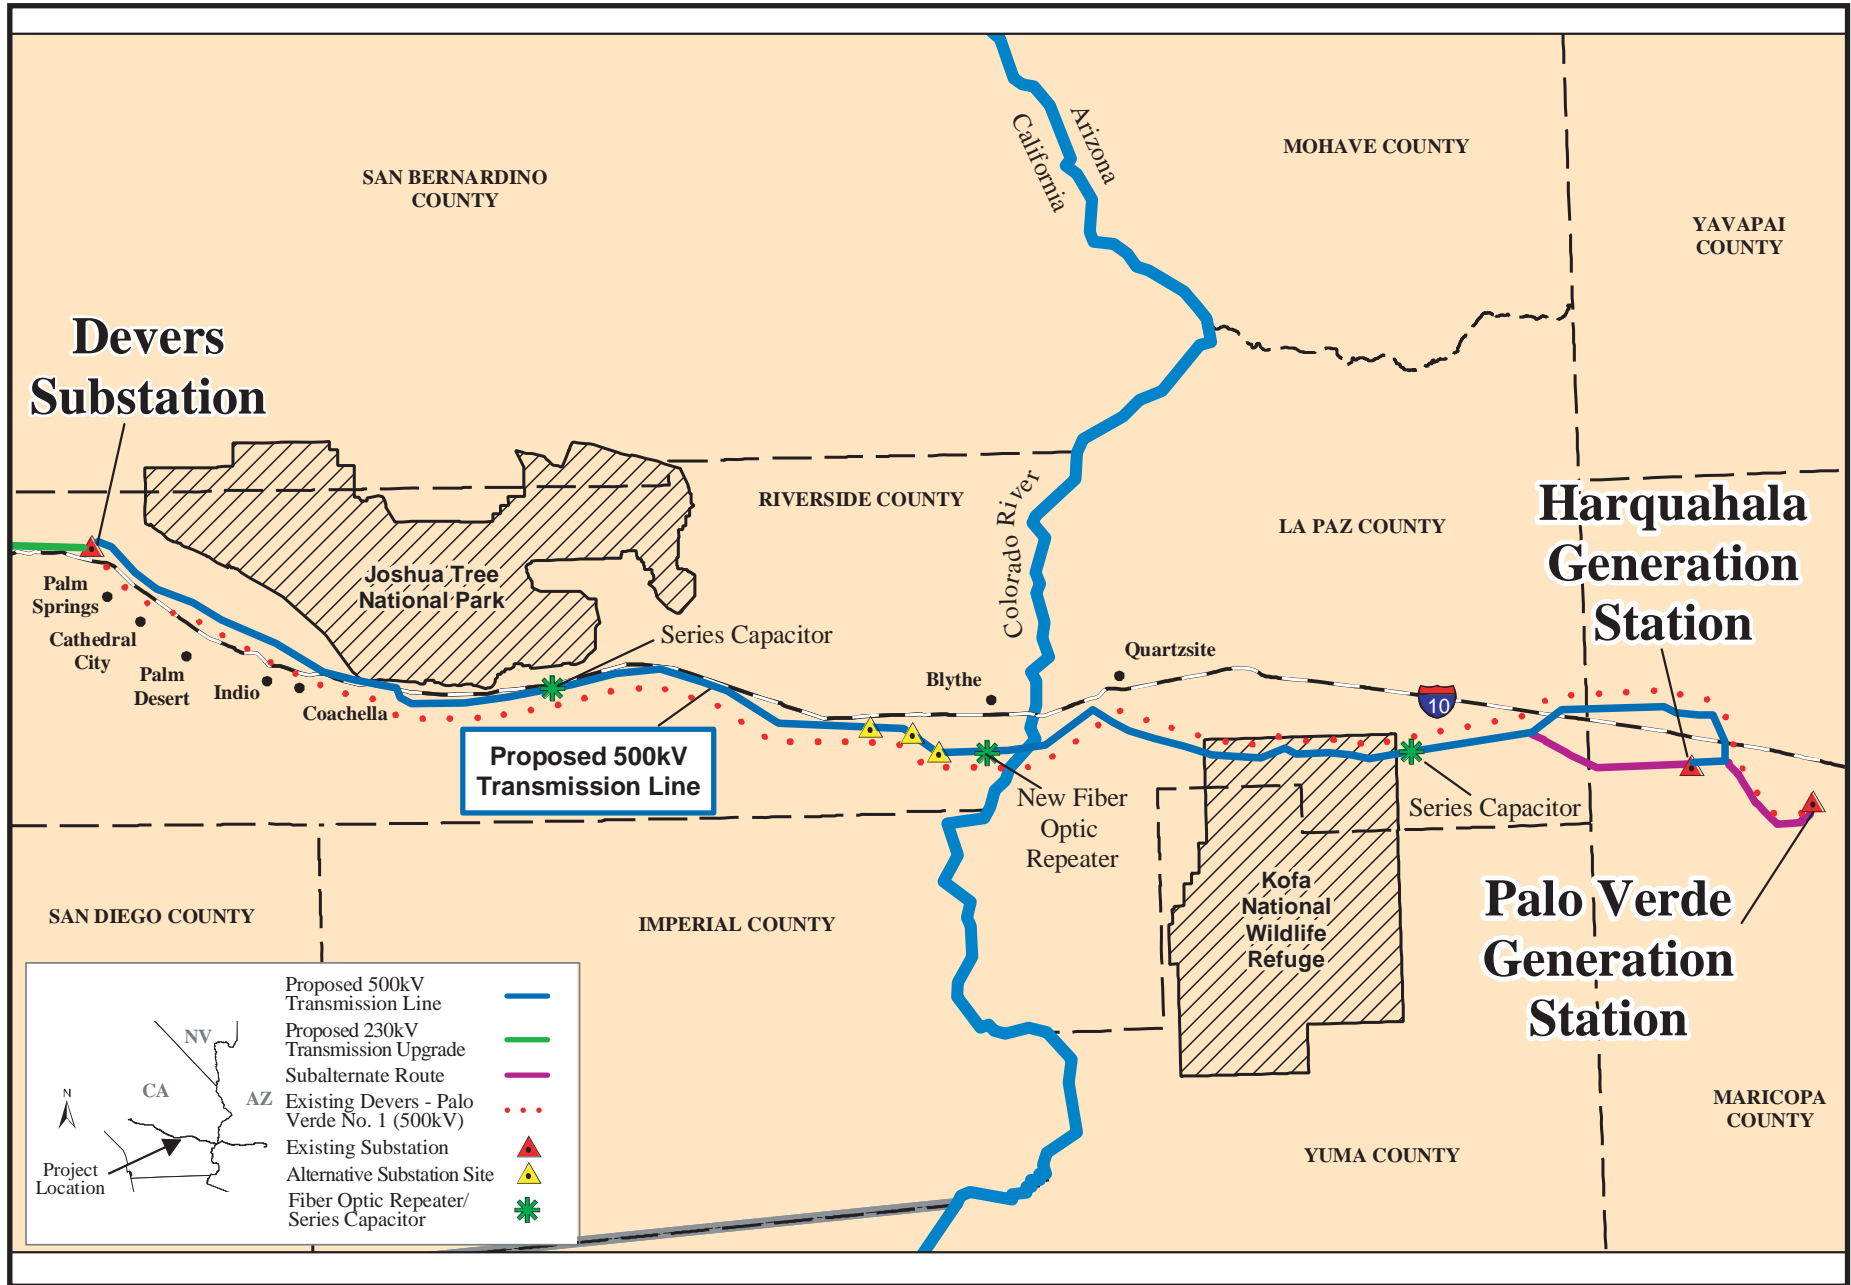 Arizona
California
MOHAVE COUNTY
SAN BERNARDINO
COUNTY
YAVAPAI
COUNTY
Devers
Substation
RIVERSIDE COUNTY
Colorado River
LA PAZ COUNTY
Harquahala
Generation
Station
Joshua Tree
National Park
Palm
Springs
Cathedral
City
Palm
Desert
Indio
Coachella
Series Capacitor
Blythe
Quartzsite
10
Proposed 500kV
Transmission Line
New Fiber
Optic
Repeater
Series Capacitor
Kofa
National
Wildlife
Refuge
Palo Verde
Generation
Station
SAN DIEGO COUNTY
IMPERIAL COUNTY
MARICOPA
COUNTY
YUMA COUNTY
NV
CA
AZ
N
Project
Location
Proposed 500kV
Transmission Line
Proposed 230kV
Transmission Upgrade
Subalternate Route
Existing Devers - Palo
Verde No. 1 (500kV)
Existing Substation
Alternative Substation Site
Fiber Optic Repeater/
Series Capacitor